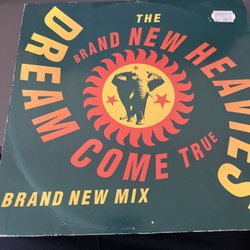 THE
BRAND NEW HEAVIES
DREAM COME TRUE
BRAND NEW MIX